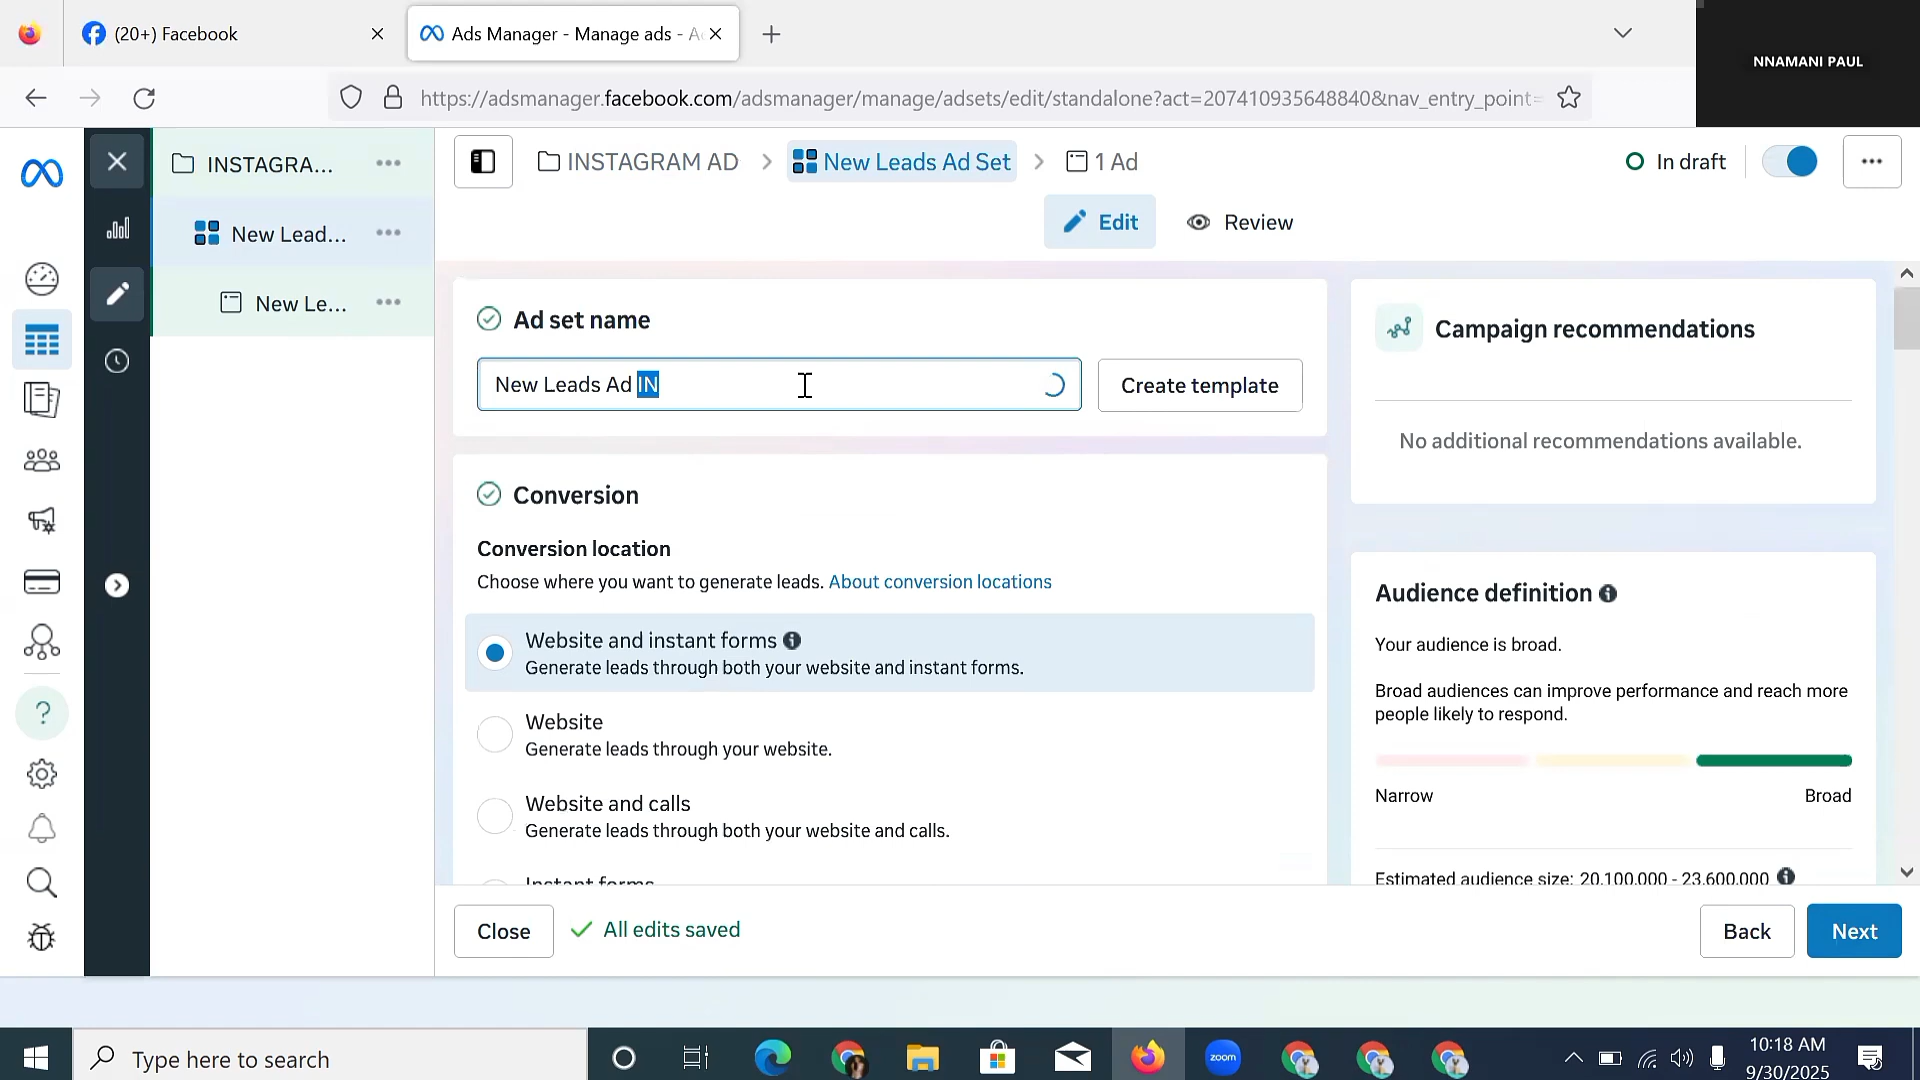 (20+) Facebook
Ads Manager - Manage ads - A
NNAMANI PAUL
https://adsmanager.facebook.com/adsmanager/manage/adsets/edit/standalone?act=207410935648840&nav_entry_point=
INSTAGRA...
New Lead...
New Le...
INSTAGRAM AD
New Leads Ad Set
1 Ad
In draft
Edit
Review
Ad set name
New Leads Ad IN
Create template
Conversion
Conversion location
Choose where you want to generate leads. About conversion locations
Website and instant forms
Generate leads through both your website and instant forms.
Website
Generate leads through your website.
Website and calls
Generate leads through both your website and calls.
Instant forms
Campaign recommendations
No additional recommendations available.
Audience definition
Your audience is broad.
Broad audiences can improve performance and reach more
people likely to respond.
Narrow
Broad
Estimated audience size: 20,100,000 - 23,600,000
Close
All edits saved
Back
Next
Type here to search
zoom
10:18 AM
9/30/2025